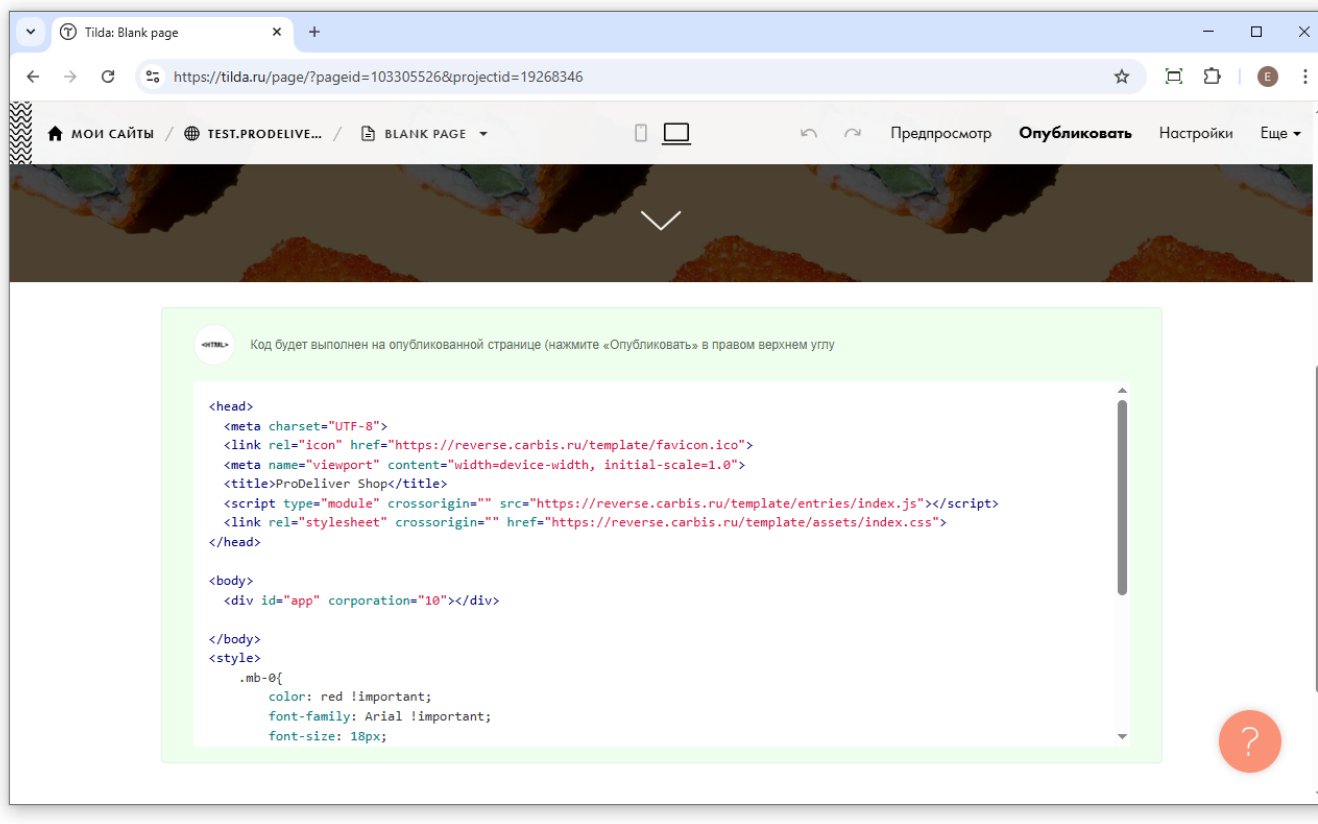 Tilda: Blank page
https://tilda.ru/page/?pageid=103305526&projectid=19268346
E
МОИ САЙТЫ / TEST.PRODELIVE... / BLANK PAGE
Предпросмотр Опубликовать Настройки Еще
<HTML> Код будет выполнен на опубликованной странице (нажмите «Опубликовать» в правом верхнем углу
<head>
<meta charset="UTF-8">
<link rel="icon" href="https://reverse.carbis.ru/template/favicon.ico">
<meta name="viewport" content="width=device-width, initial-scale=1.0">
<title>ProDeliver Shop</title>
<script type="module" crossorigin="" src="https://reverse.carbis.ru/template/entries/index.js"></script>
<link rel="stylesheet" crossorigin="" href="https://reverse.carbis.ru/template/assets/index.css">
</head>
<body>
<div id="app" corporation="10"></div>
</body>
<style>
.mb-0{
color: red !important;
font-family: Arial !important;
font-size: 18px;
?